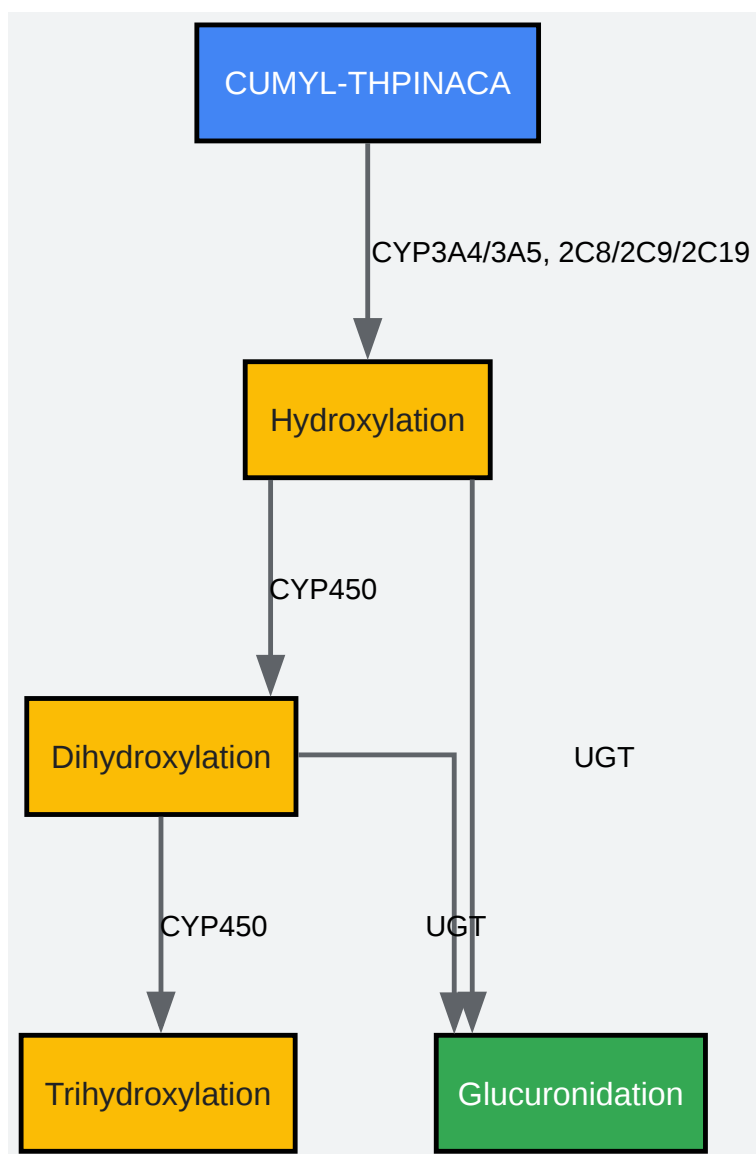 CUMYL-THPINACA
CYP3A4/3A5, 2C8/2C9/2C19
Hydroxylation
CYP450
Dihydroxylation
UGT
CYP450
UGT
Trihydroxylation
Glucuronidation